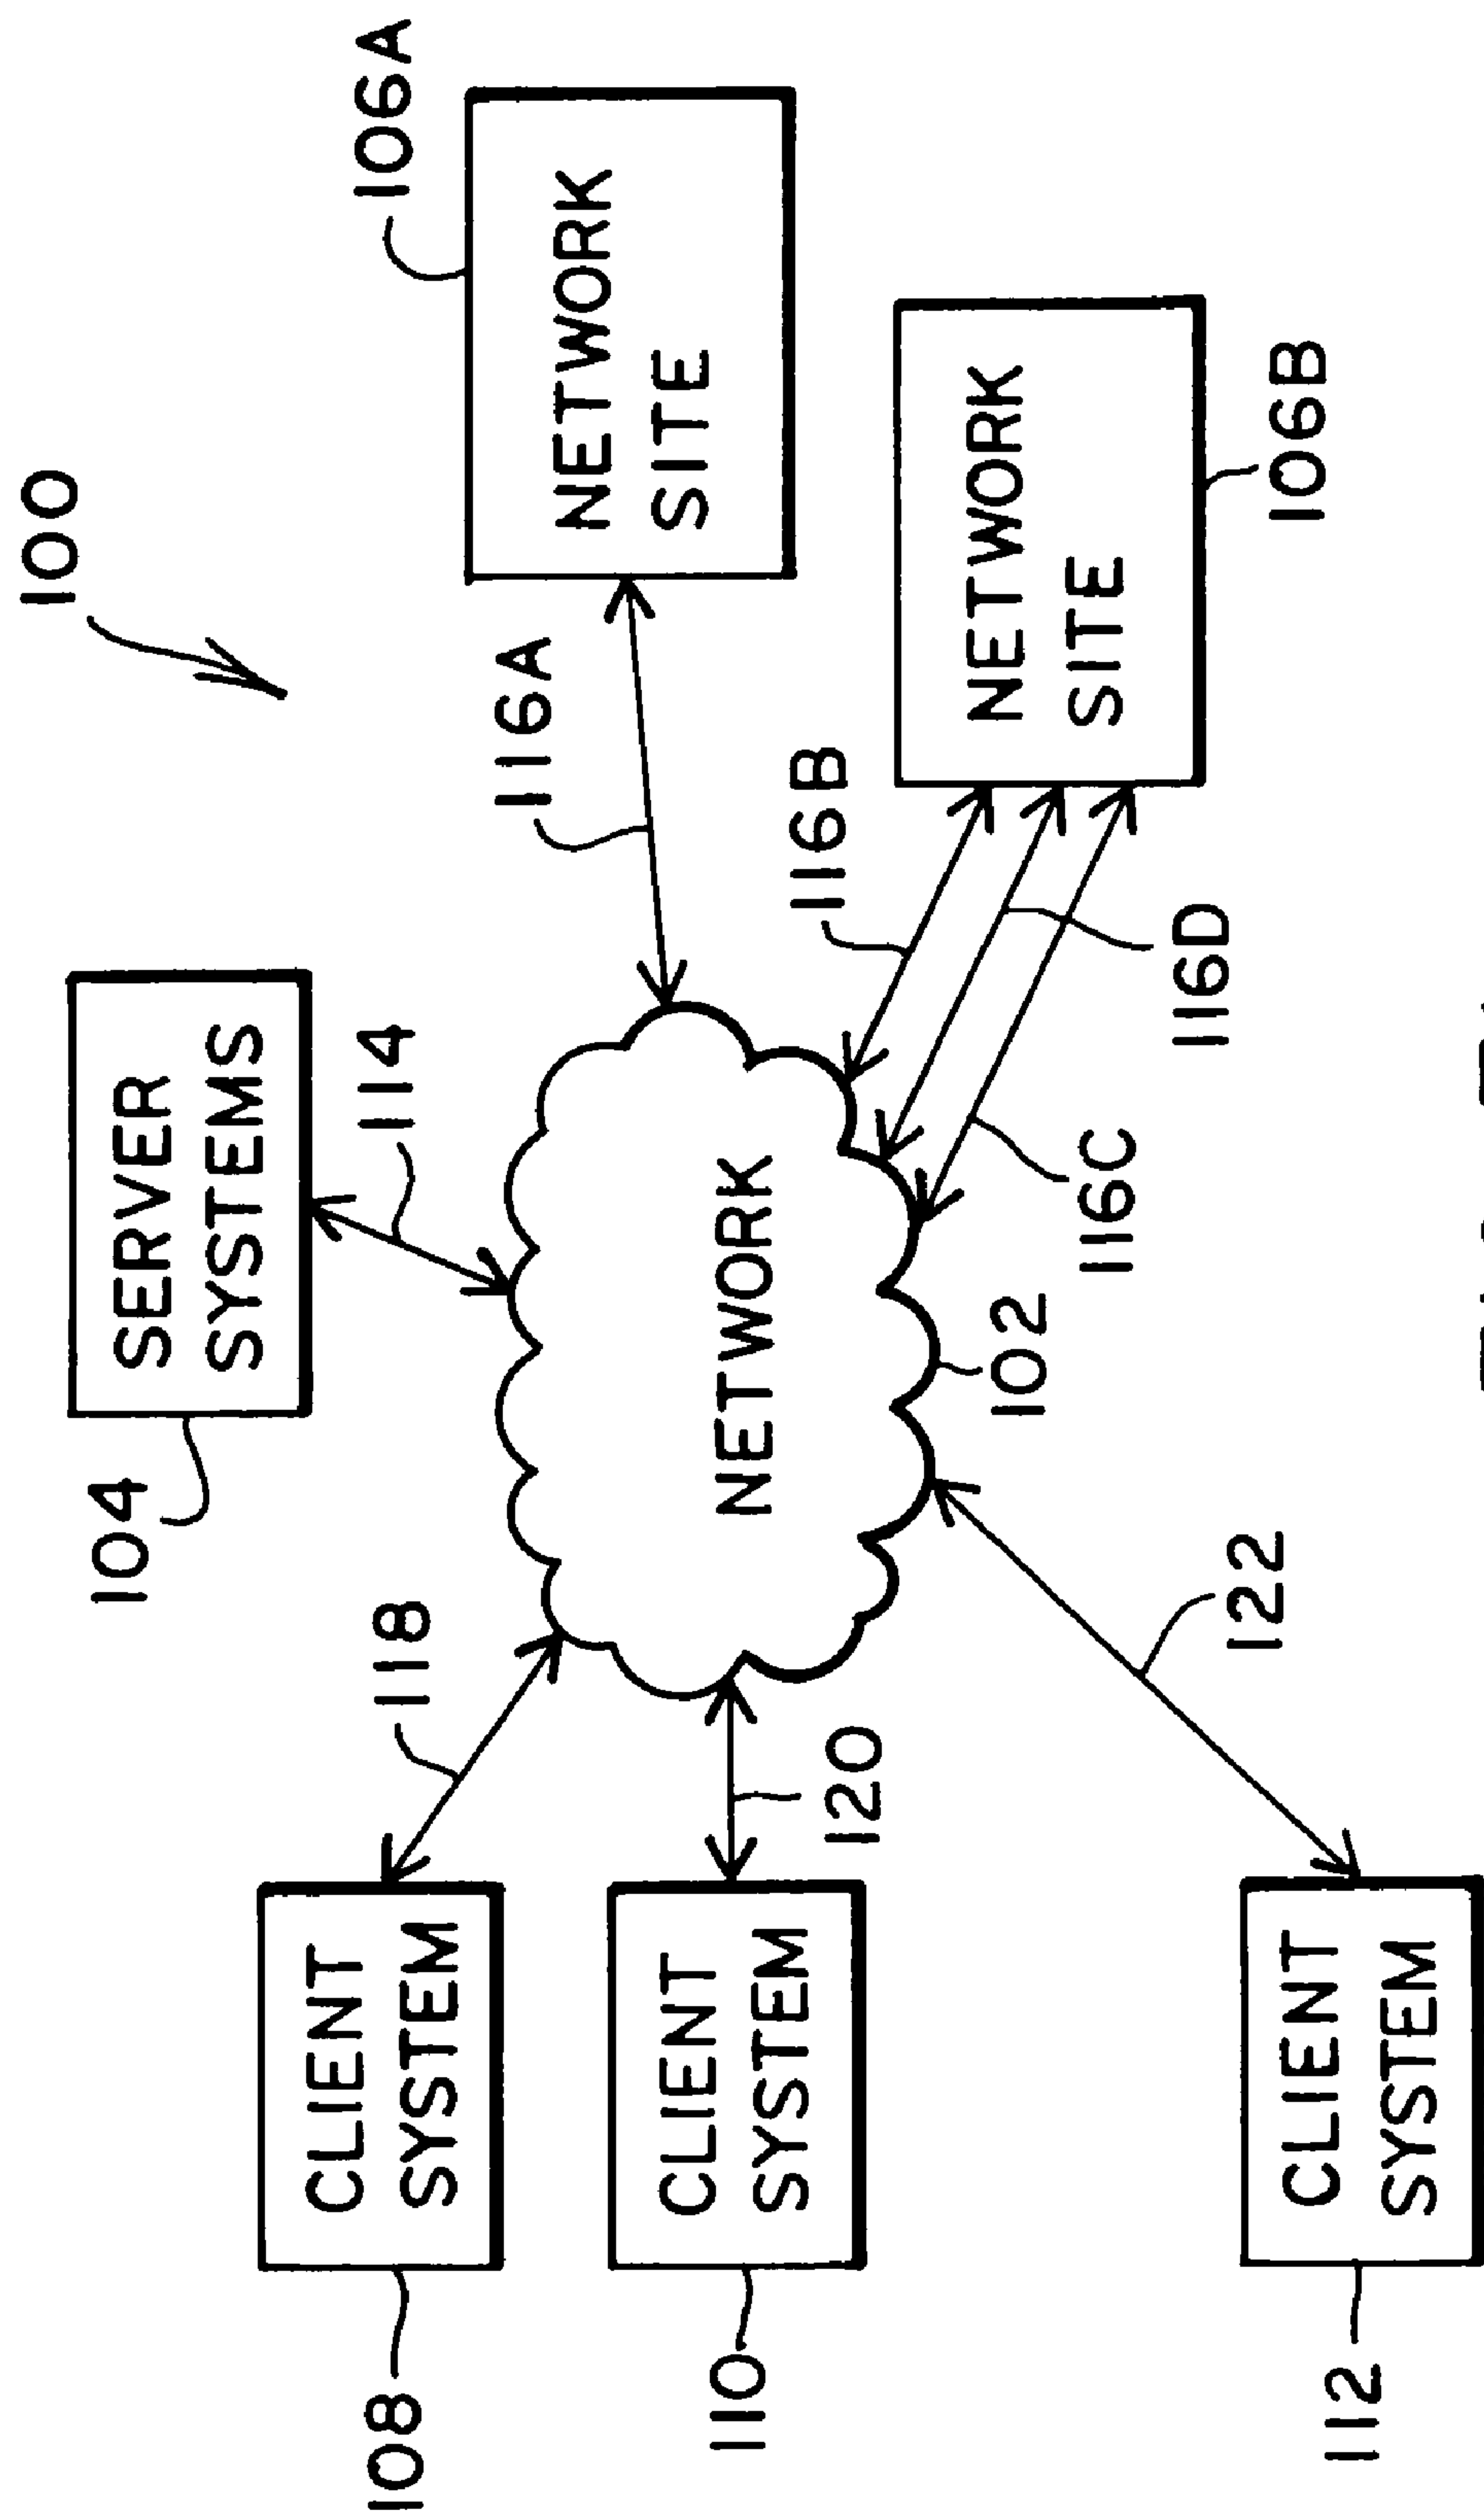 100
SERVER
SYSTEMS
104
114
106A
NETWORK
SITE
116A
118
108
CLIENT
SYSTEM
NETWORK
116B
NETWORK
SITE
106B
110
CLIENT
SYSTEM
120
102
116C
116D
122
112
CLIENT
SYSTEM